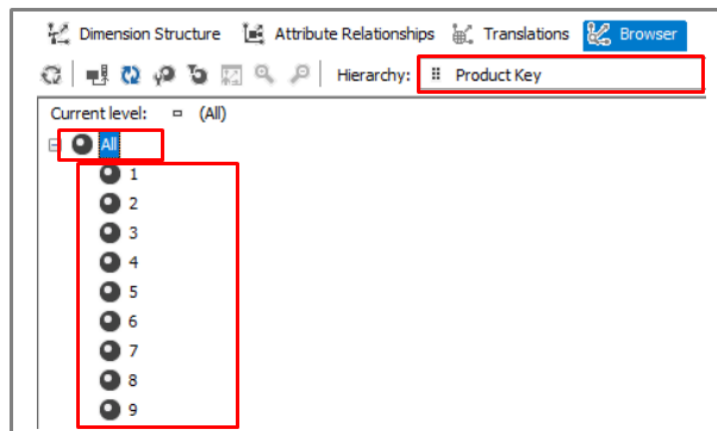 Dimension Structure Attribute Relationships Translations Browser
Hierarchy: Product Key
Current level: (All)
All
1
2
3
4
5
6
7
8
9